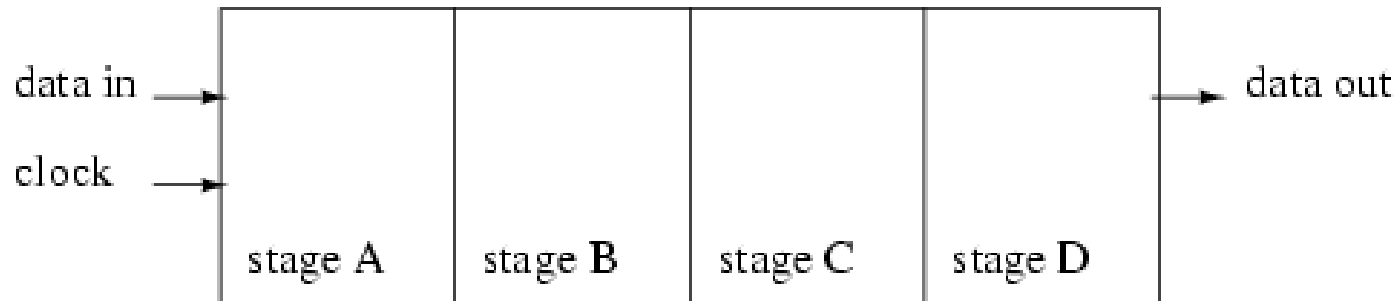 data in
data out
clock
stage A
stage B
stage C
stage D